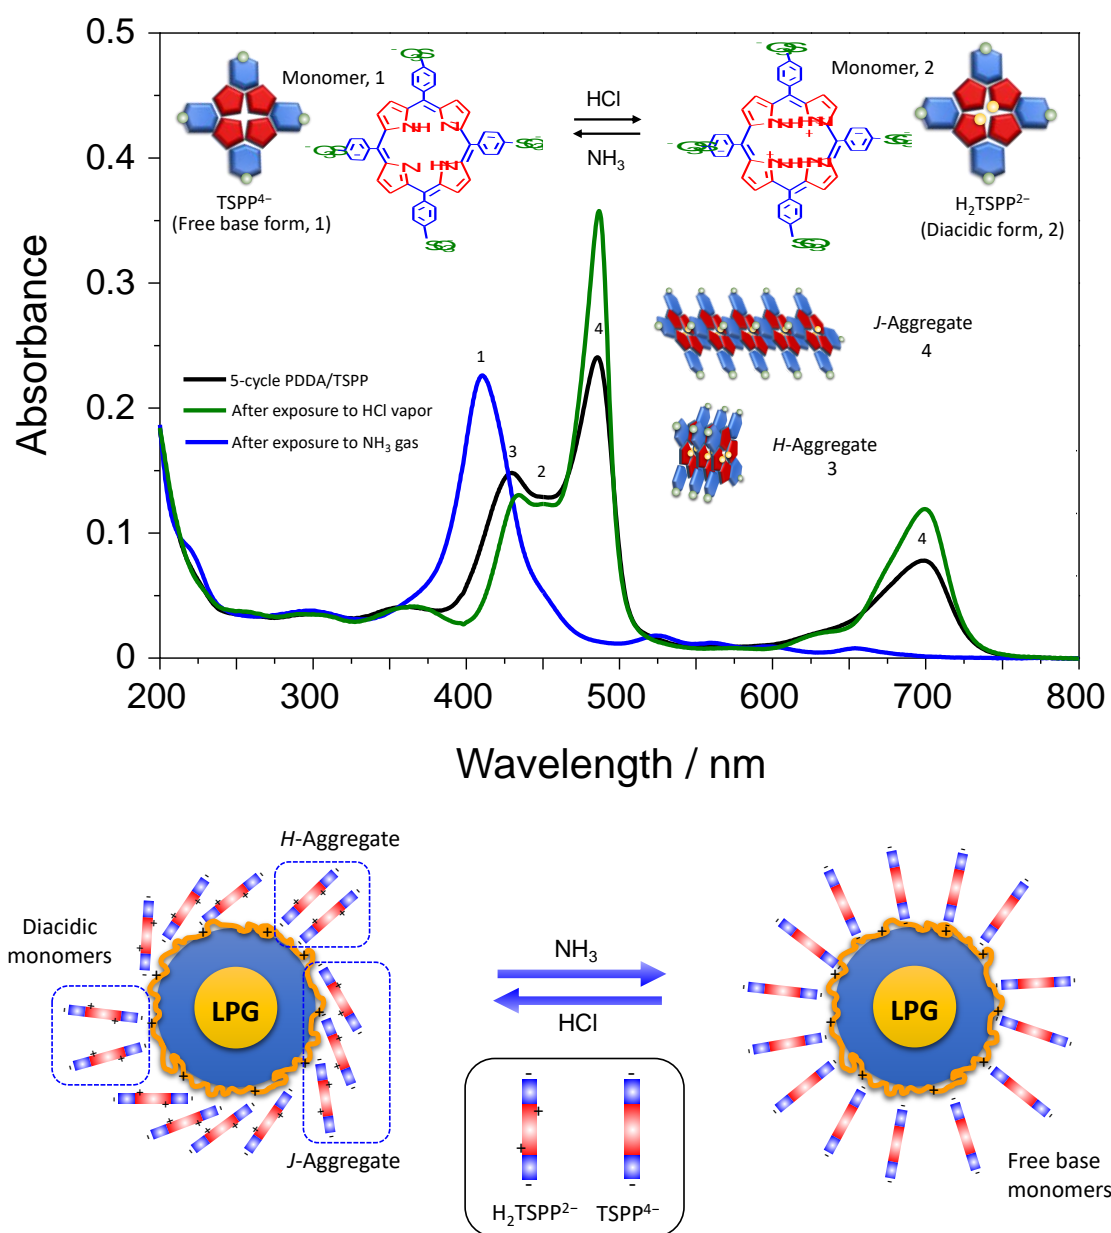 0.5
0.4
0.3
0.2
0.1
0
Absorbance
Monomer, 1
TSPP⁴⁻
(Free base form, 1)
NH N
N HN
HCl
NH₃
Monomer, 2
H₂TSPP²⁻
(Diacidic form, 2)
J-Aggregate
4
H-Aggregate
3
5-cycle PDDA/TSPP
After exposure to HCl vapor
After exposure to NH₃ gas
1
3
2
4
4
200
300
400
500
600
700
800
Wavelength / nm
H-Aggregate
Diacidic
monomers
LPG
J-Aggregate
NH₃
HCl
H₂TSPP²⁻ TSPP⁴⁻
LPG
Free base
monomers